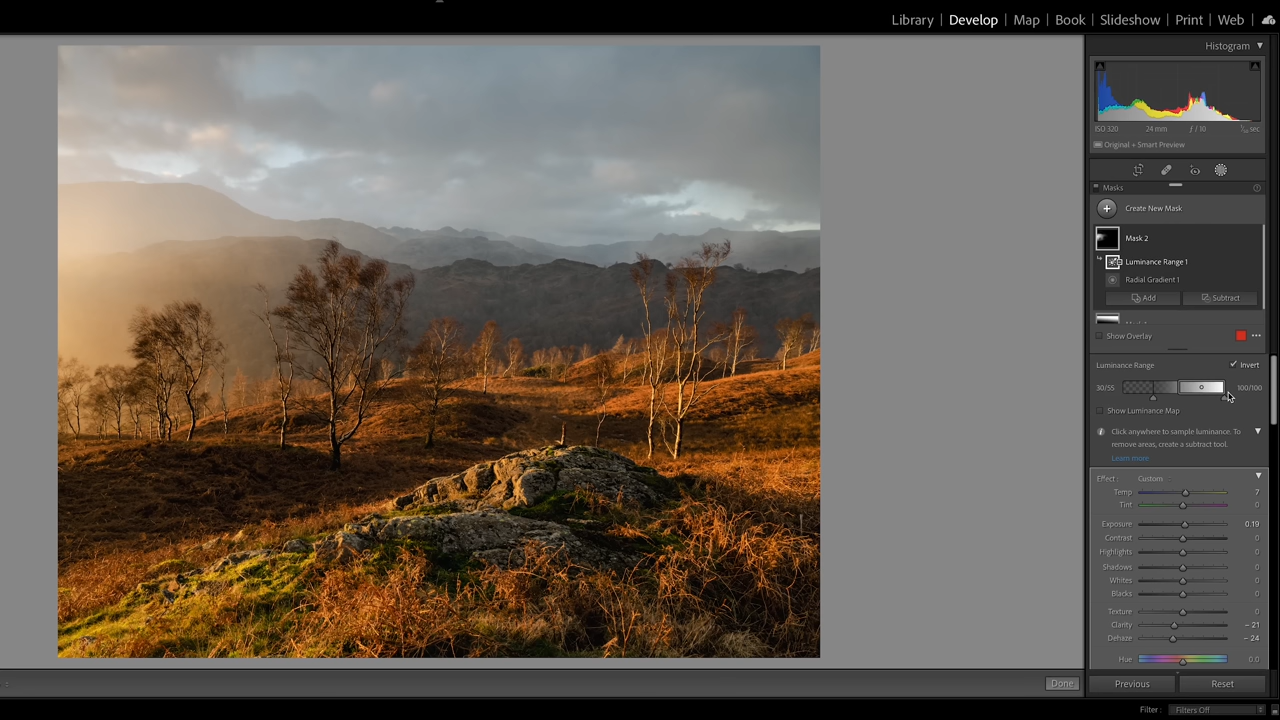 Library | Develop | Map | Book | Slideshow | Print | Web
Histogram ▼
ISO 320 24 mm ƒ / 10 sec
Original + Smart Preview
Masks
Create New Mask
Mask 2
Luminance Range 1
Radial Gradient 1
Add Subtract
Show Overlay
Luminance Range Invert
30/55 100/100
Show Luminance Map
Click anywhere to sample luminance. To
remove areas, create a subtract tool.
Learn more
Effect : Custom
Temp 7
Tint 0
Exposure 0.19
Contrast 0
Highlights 0
Shadows 0
Whites 0
Blacks 0
Texture 0
Clarity – 21
Dehaze – 24
Hue 0.0
Done Previous Reset
Filter : Filters Off